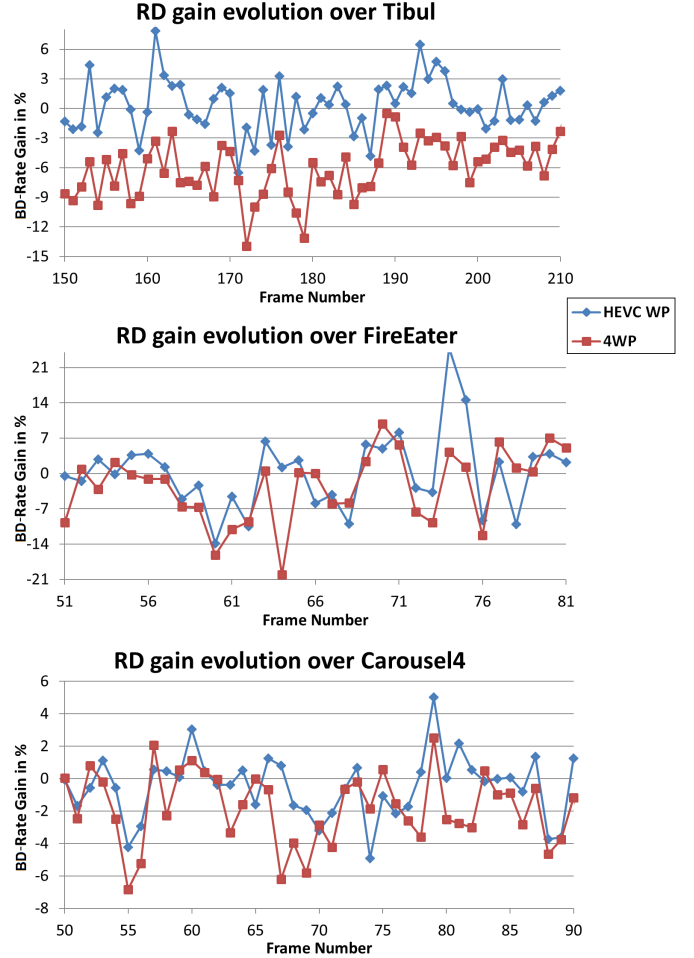 RD gain evolution over Tibul
BD-Rate Gain in %
6
3
0
-3
-6
-9
-12
-15
150 160 170 180 190 200 210
Frame Number
HEVC WP
4WP
RD gain evolution over FireEater
BD-Rate Gain in %
21
14
7
0
-7
-14
-21
51 56 61 66 71 76 81
Frame Number
RD gain evolution over Carousel4
BD-Rate Gain in %
6
4
2
0
-2
-4
-6
-8
50 55 60 65 70 75 80 85 90
Frame Number